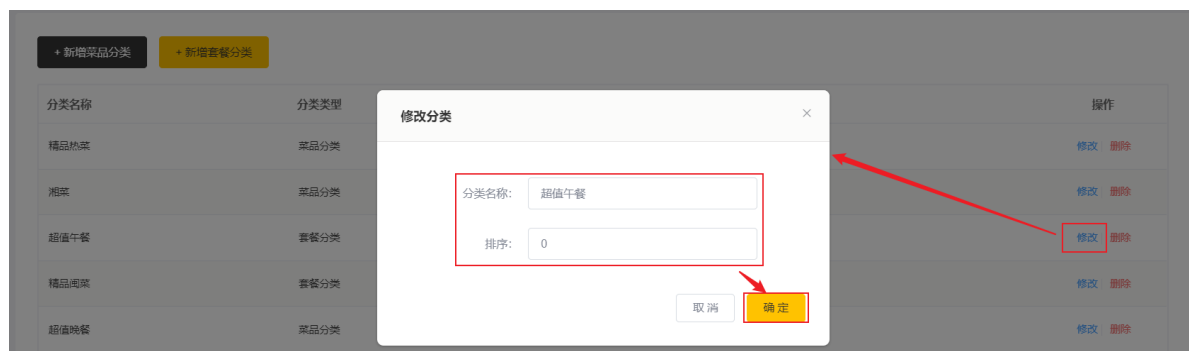 + 新增菜品分类 + 新增套餐分类
分类名称 分类类型 操作
精品热菜 菜品分类 修改 删除
湘菜 菜品分类 修改 删除
超值午餐 套餐分类 修改 删除
精品闽菜 套餐分类 修改 删除
超值晚餐 菜品分类 修改 删除
修改分类 ×
分类名称: 超值午餐
排序: 0
取消 确定